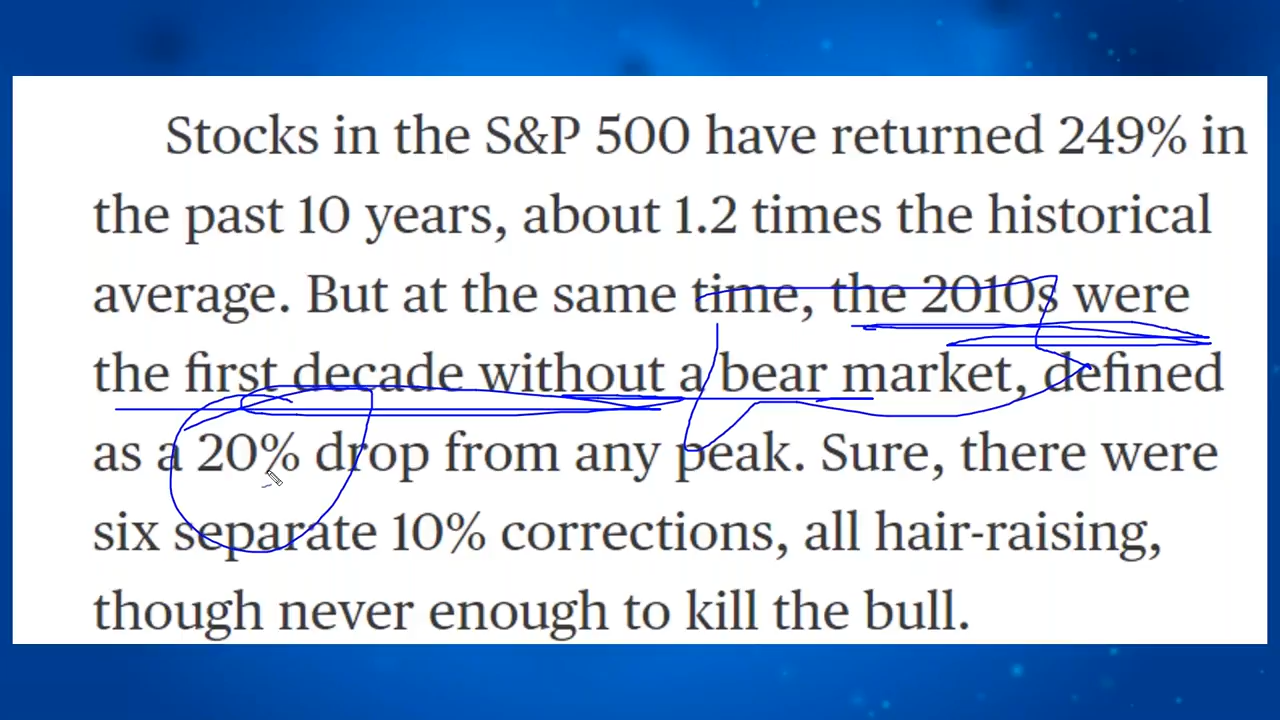 Stocks in the S&P 500 have returned 249% in
the past 10 years, about 1.2 times the historical
average. But at the same time, the 2010s were
the first decade without a bear market, defined
as a 20% drop from any peak. Sure, there were
six separate 10% corrections, all hair-raising,
though never enough to kill the bull.